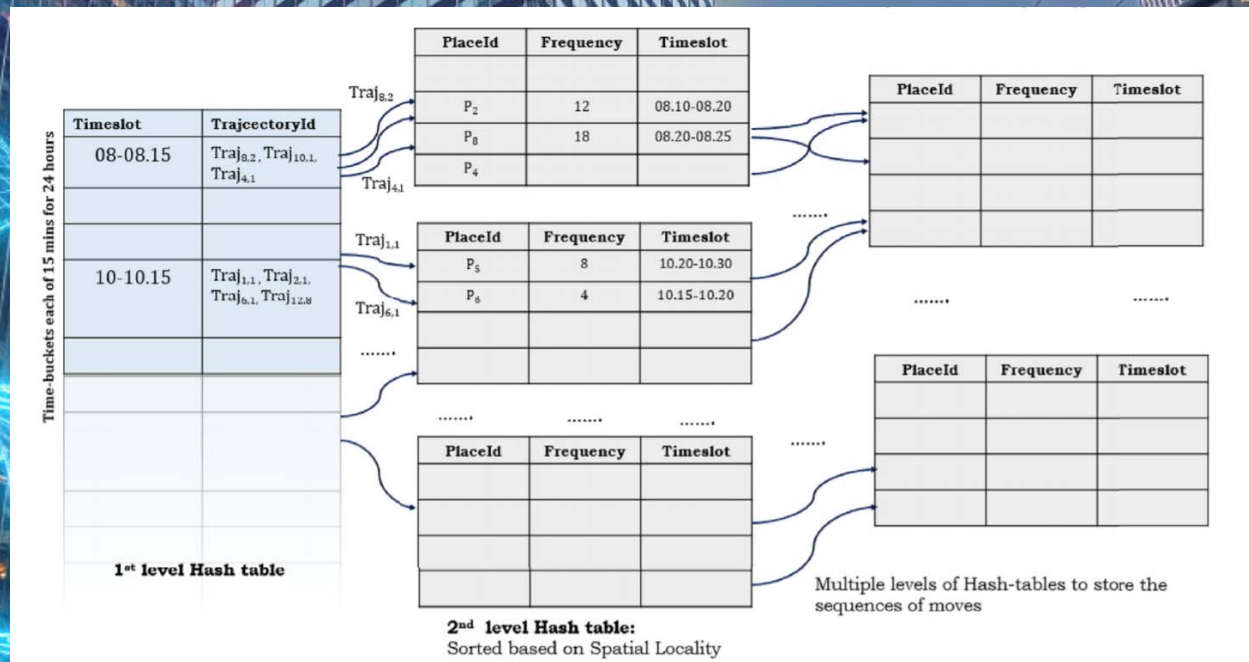 Time-buckets each of 15 mins for 24 hours
Timeslot TrajcectoryId
08-08.15 Traj8,2, Traj10,1,
Traj4,1
10-10.15 Traj1,1, Traj2,1,
Traj6,1, Traj12,8
1st level Hash table
Traj8,2
Traj4,1
Traj1,1
Traj6,1
.......
PlaceId Frequency Timeslot
P2 12 08.10-08.20
P8 18 08.20-08.25
P4
PlaceId Frequency Timeslot
P5 8 10.20-10.30
P6 4 10.15-10.20
....... ....... .......
PlaceId Frequency Timeslot
2nd level Hash table:
Sorted based on Spatial Locality
.......
.......
PlaceId Frequency Timeslot
....... .......
PlaceId Frequency Timeslot
Multiple levels of Hash-tables to store the
sequences of moves